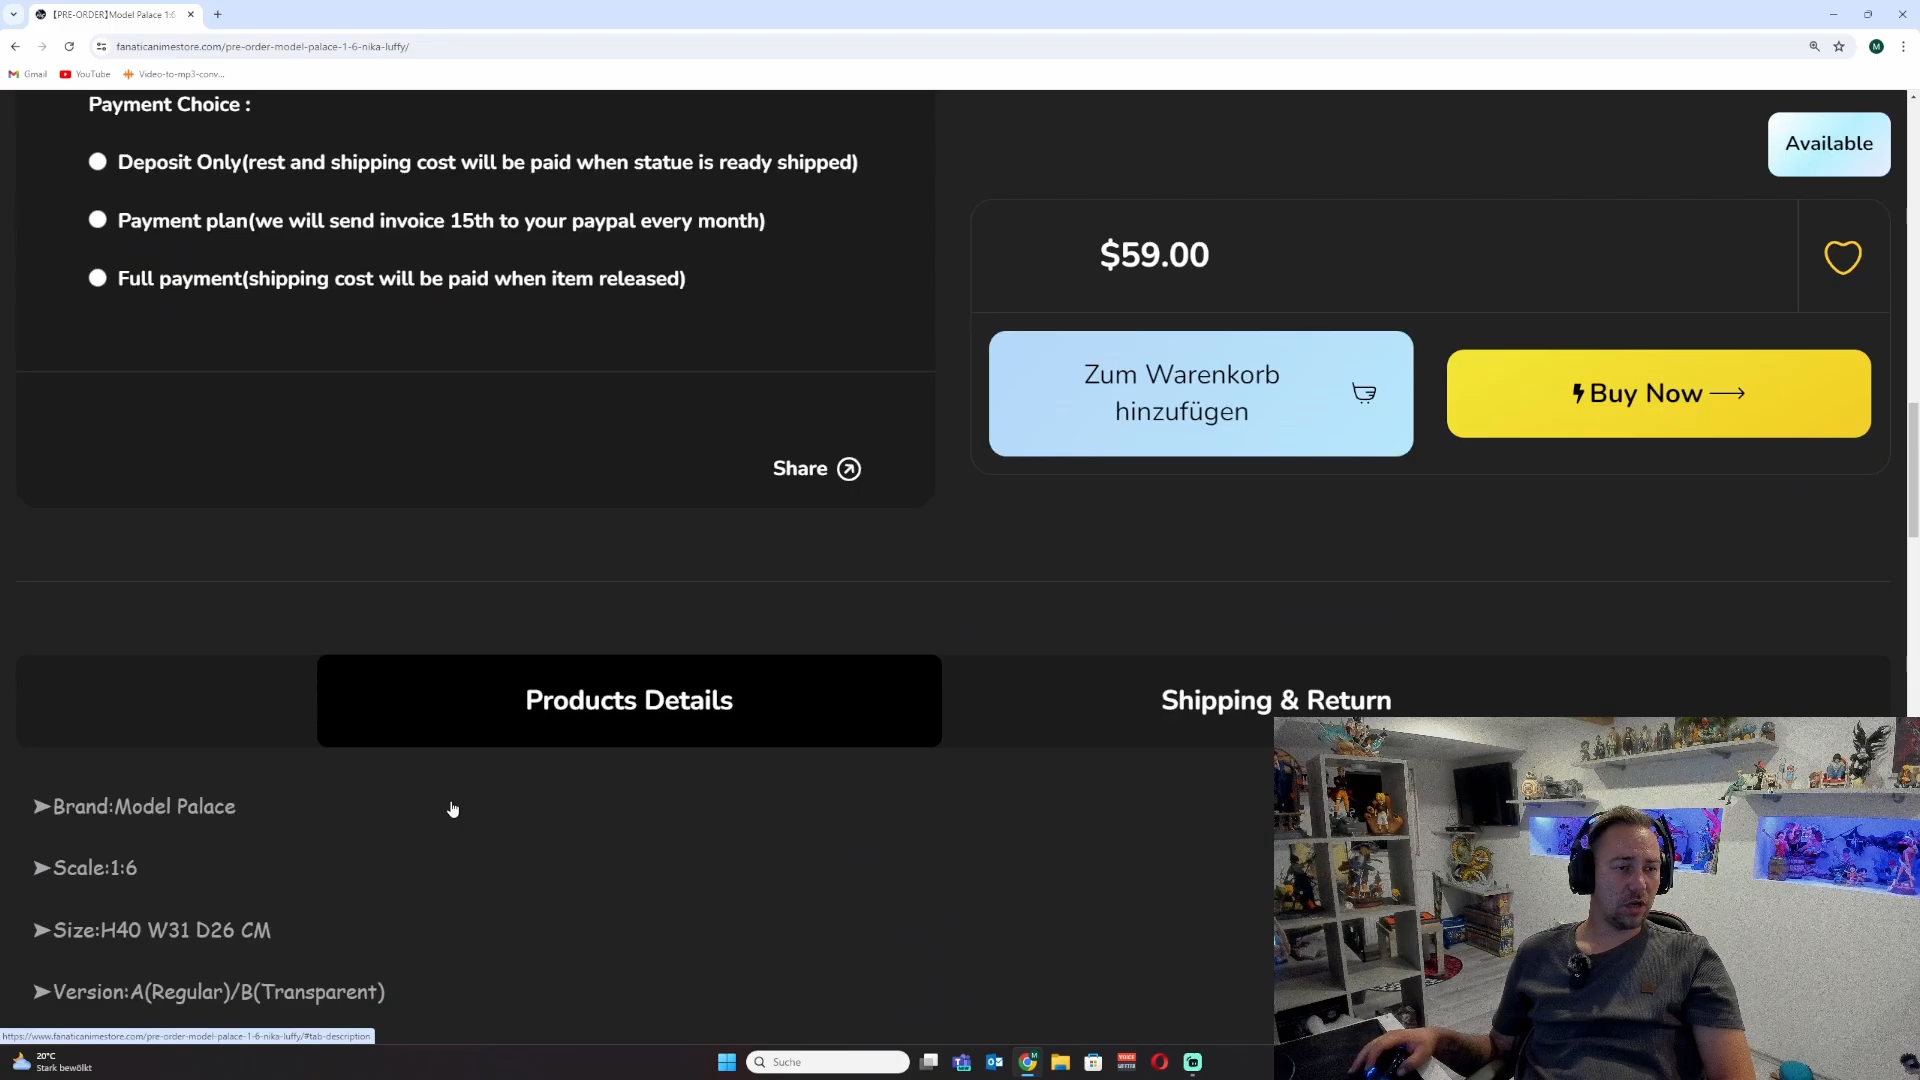 【PRE-ORDER】Model Palace 1:6
fanaticanimestore.com/pre-order-model-palace-1-6-nika-luffy/
M
Gmail
YouTube
Video-to-mp3-conv...
Payment Choice :
Deposit Only(rest and shipping cost will be paid when statue is ready shipped)
Payment plan(we will send invoice 15th to your paypal every month)
Full payment(shipping cost will be paid when item released)
Share
Available
$59.00
Zum Warenkorb
hinzufügen
Buy Now
Products Details
Shipping & Return
➤Brand:Model Palace
➤Scale:1:6
➤Size:H40 W31 D26 CM
➤Version:A(Regular)/B(Transparent)
https://www.fanaticanimestore.com/pre-order-model-palace-1-6-nika-luffy/#tab-description
20°C
Stark bewölkt
Suche